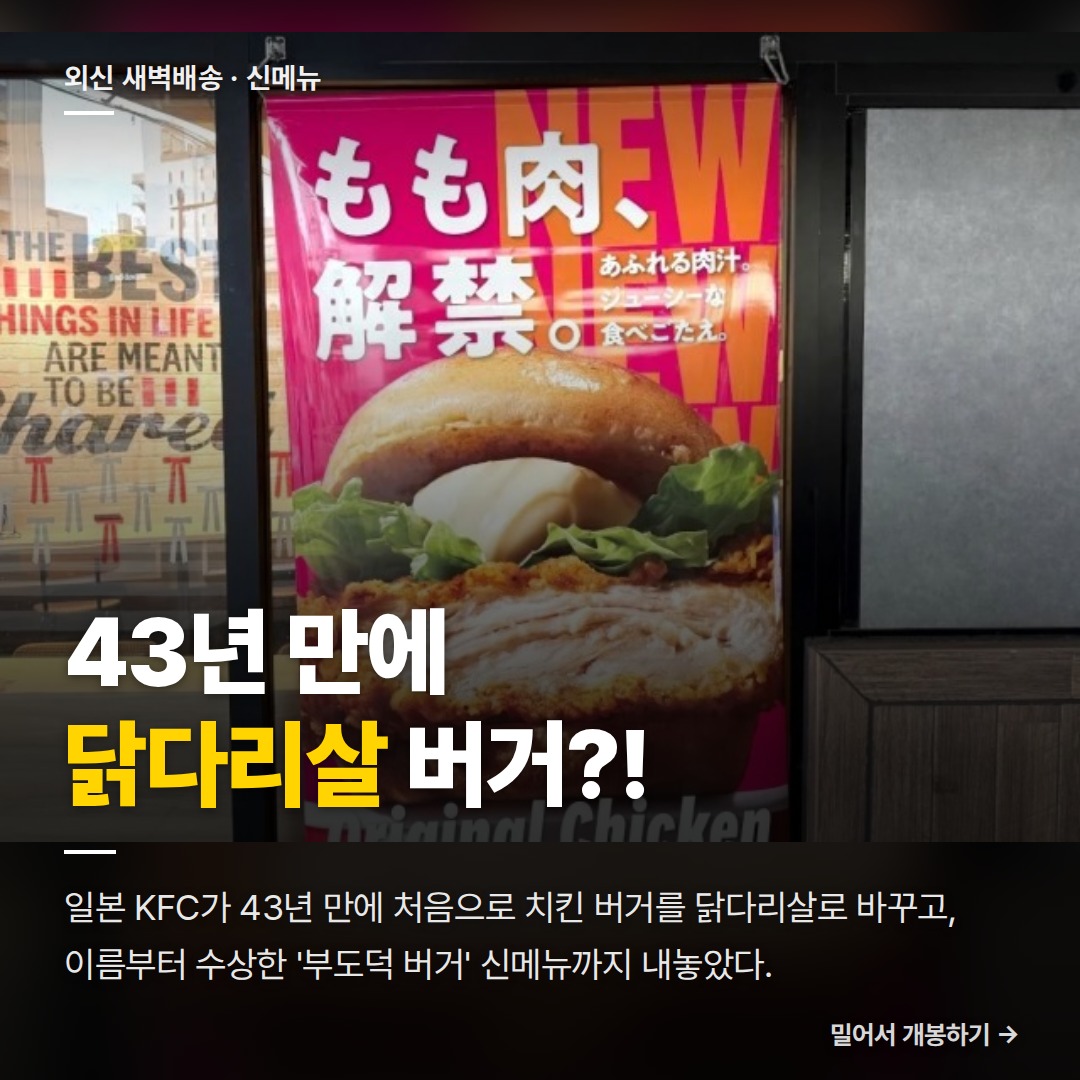 외신 새벽배송 · 신메뉴
THE BEST
THINGS IN LIFE
ARE MEANT
TO BE
Shared
NEW
もも肉、
NEW
解禁。
あふれる肉汁。
ジューシーな
食べごたえ。
43년 만에
닭다리살 버거?!
Original Chicken
일본 KFC가 43년 만에 처음으로 치킨 버거를 닭다리살로 바꾸고,
이름부터 수상한 '부도덕 버거' 신메뉴까지 내놓았다.
밀어서 개봉하기 →